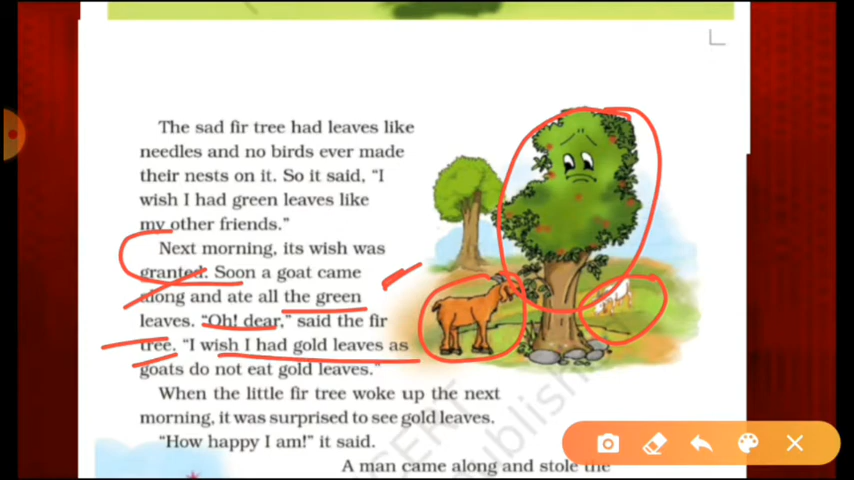 The sad fir tree had leaves like
needles and no birds ever made
their nests on it. So it said, "I
wish I had green leaves like
my other friends."
Next morning, its wish was
granted. Soon a goat came
along and ate all the green
leaves. "Oh! dear," said the fir
tree. "I wish I had gold leaves as
goats do not eat gold leaves."
When the little fir tree woke up the next
morning, it was surprised to see gold leaves.
"How happy I am!" it said.
A man came along and stole the